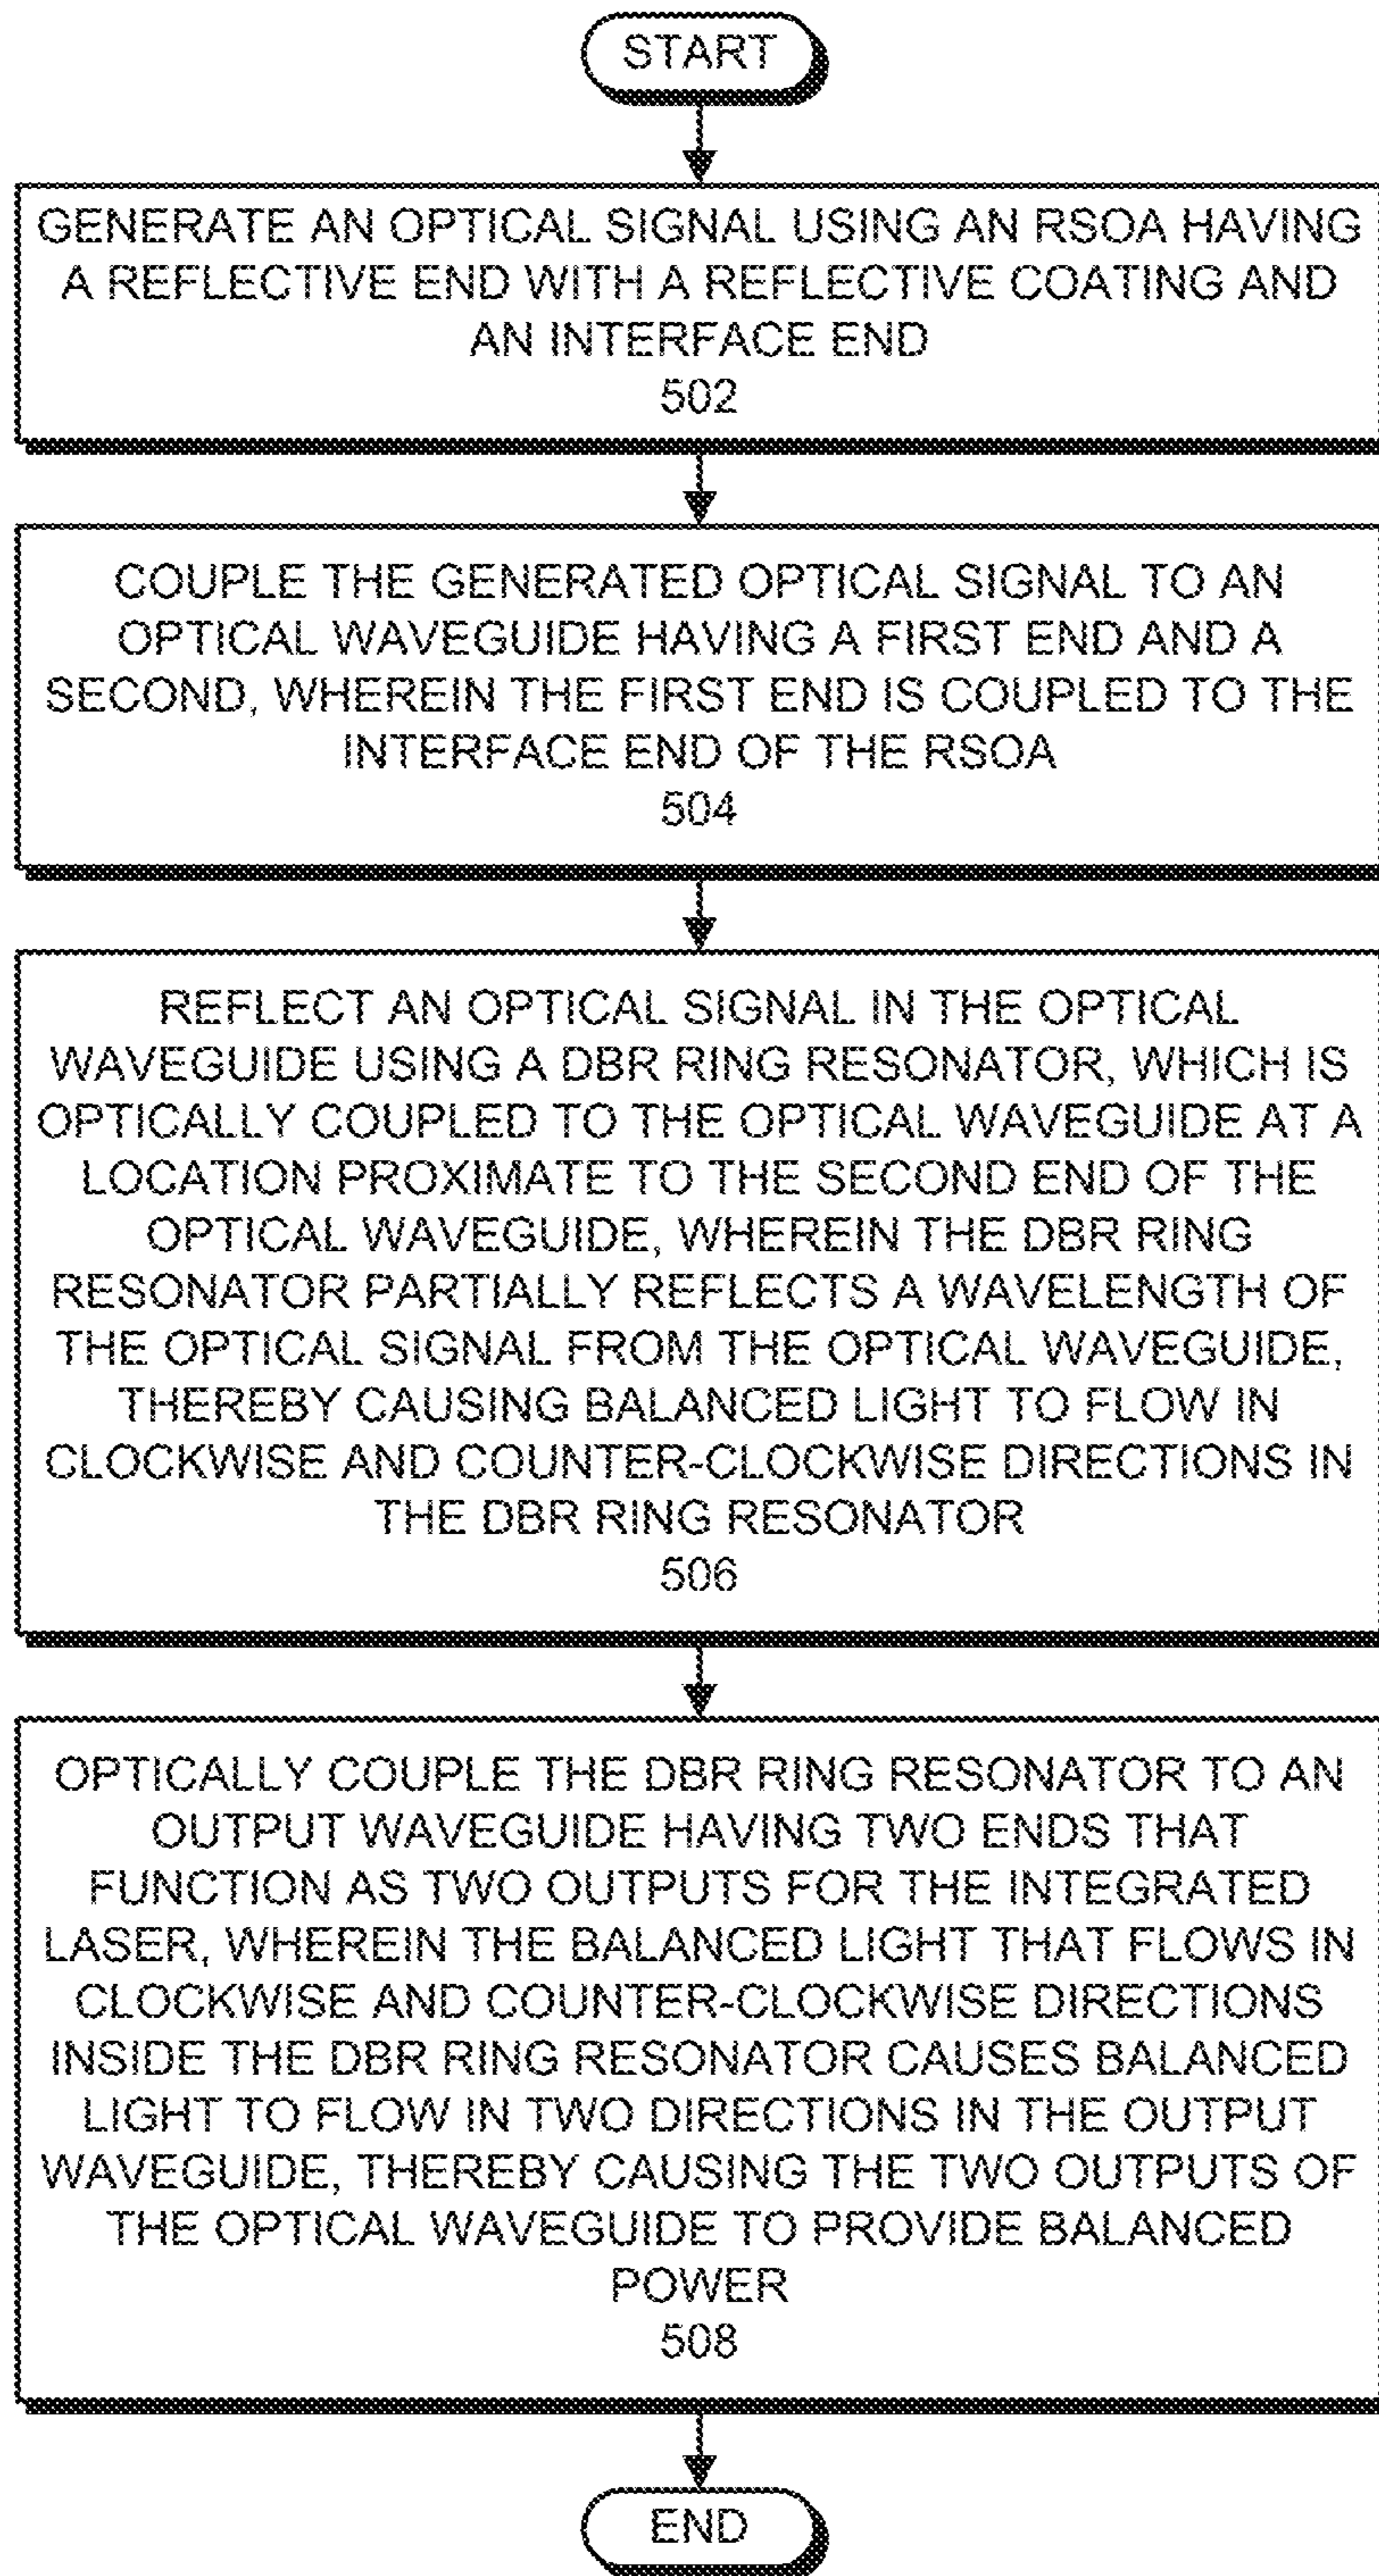 START
GENERATE AN OPTICAL SIGNAL USING AN RSOA HAVING
A REFLECTIVE END WITH A REFLECTIVE COATING AND
AN INTERFACE END
502
COUPLE THE GENERATED OPTICAL SIGNAL TO AN
OPTICAL WAVEGUIDE HAVING A FIRST END AND A
SECOND, WHEREIN THE FIRST END IS COUPLED TO THE
INTERFACE END OF THE RSOA
504
REFLECT AN OPTICAL SIGNAL IN THE OPTICAL
WAVEGUIDE USING A DBR RING RESONATOR, WHICH IS
OPTICALLY COUPLED TO THE OPTICAL WAVEGUIDE AT A
LOCATION PROXIMATE TO THE SECOND END OF THE
OPTICAL WAVEGUIDE, WHEREIN THE DBR RING
RESONATOR PARTIALLY REFLECTS A WAVELENGTH OF
THE OPTICAL SIGNAL FROM THE OPTICAL WAVEGUIDE,
THEREBY CAUSING BALANCED LIGHT TO FLOW IN
CLOCKWISE AND COUNTER-CLOCKWISE DIRECTIONS IN
THE DBR RING RESONATOR
506
OPTICALLY COUPLE THE DBR RING RESONATOR TO AN
OUTPUT WAVEGUIDE HAVING TWO ENDS THAT
FUNCTION AS TWO OUTPUTS FOR THE INTEGRATED
LASER, WHEREIN THE BALANCED LIGHT THAT FLOWS IN
CLOCKWISE AND COUNTER-CLOCKWISE DIRECTIONS
INSIDE THE DBR RING RESONATOR CAUSES BALANCED
LIGHT TO FLOW IN TWO DIRECTIONS IN THE OUTPUT
WAVEGUIDE, THEREBY CAUSING THE TWO OUTPUTS OF
THE OPTICAL WAVEGUIDE TO PROVIDE BALANCED
POWER
508
END